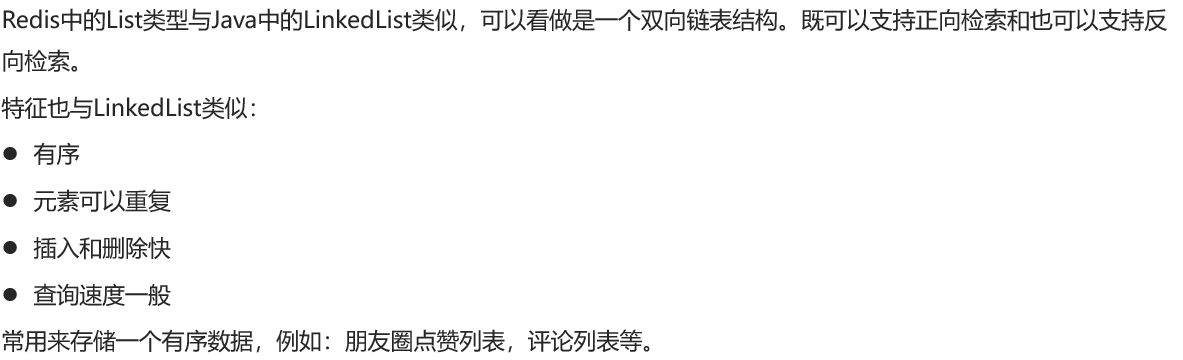 Redis中的List类型与Java中的LinkedList类似，可以看做是一个双向链表结构。既可以支持正向检索和也可以支持反
向检索。
特征也与LinkedList类似：
● 有序
● 元素可以重复
● 插入和删除快
● 查询速度一般
常用来存储一个有序数据，例如：朋友圈点赞列表，评论列表等。